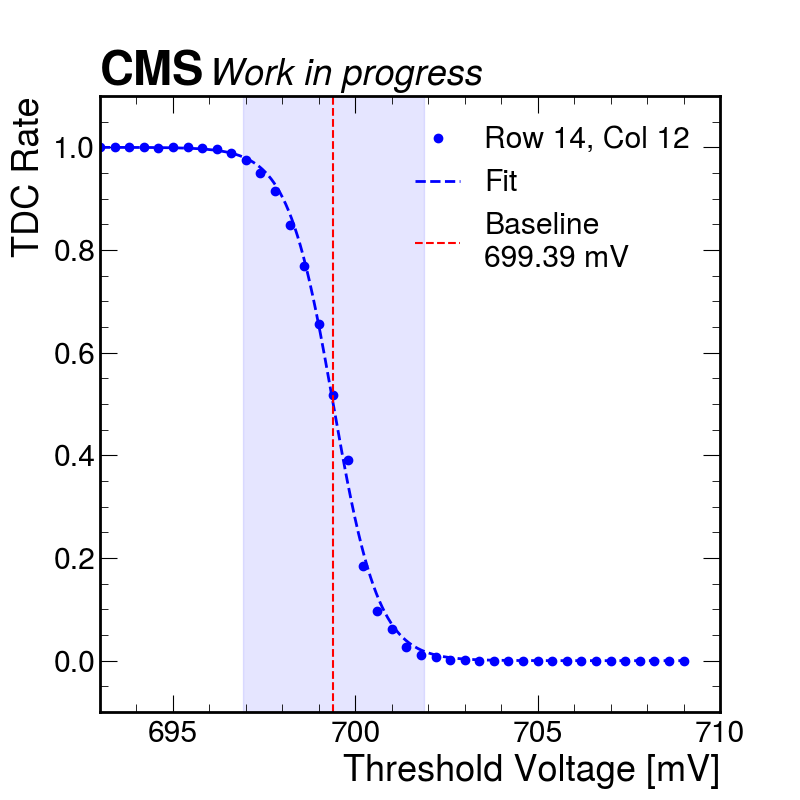 CMS Work in progress
TDC Rate
1.0
0.8
0.6
0.4
0.2
0.0
Row 14, Col 12
Fit
Baseline
699.39 mV
695 700 705 710
Threshold Voltage [mV]